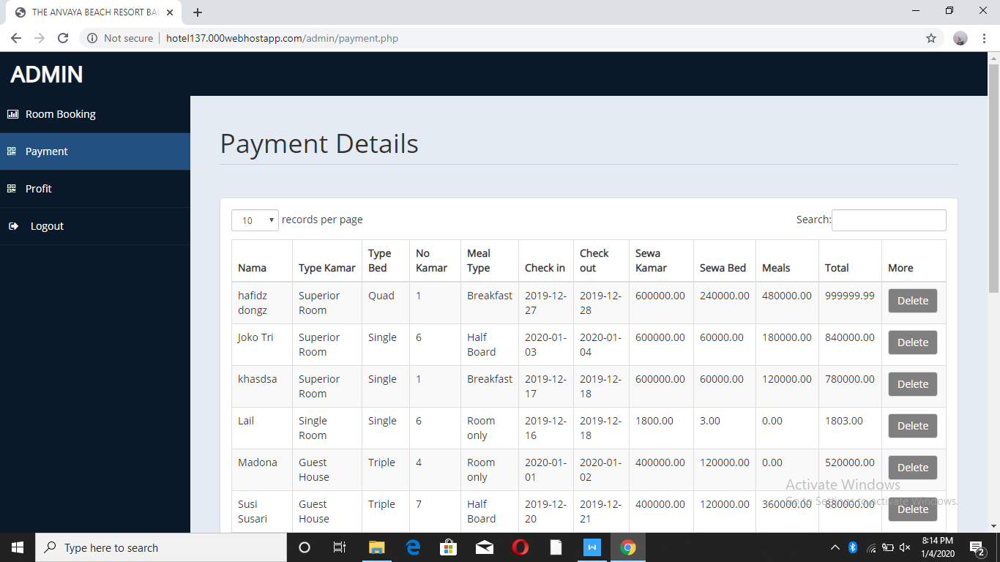 THE ANVAYA BEACH RESORT BAL
Not secure
hotel137.000webhostapp.com/admin/payment.php
ADMIN
Room Booking
Payment
Profit
Logout
Payment Details
10 records per page
Search:
Nama Type Kamar Type Bed No Kamar Meal Type Check in Check out Sewa Kamar Sewa Bed Meals Total More
hafidz dongz Superior Room Quad 1 Breakfast 2019-12-27 2019-12-28 600000.00 240000.00 480000.00 999999.99 Delete
Joko Tri Superior Room Single 6 Half Board 2020-01-03 2020-01-04 600000.00 60000.00 180000.00 840000.00 Delete
khasdsa Superior Room Single 1 Breakfast 2019-12-17 2019-12-18 600000.00 60000.00 120000.00 780000.00 Delete
Lail Single Room Single 6 Room only 2019-12-16 2019-12-18 1800.00 3.00 0.00 1803.00 Delete
Madona Guest House Triple 4 Room only 2020-01-01 2020-01-02 400000.00 120000.00 0.00 520000.00 Delete
Susi Susari Guest House Triple 7 Half Board 2019-12-20 2019-12-21 400000.00 120000.00 360000.00 880000.00 Delete
Activate Windows
Go to Settings to activate Windows.
Type here to search
8:14 PM
1/4/2020
2